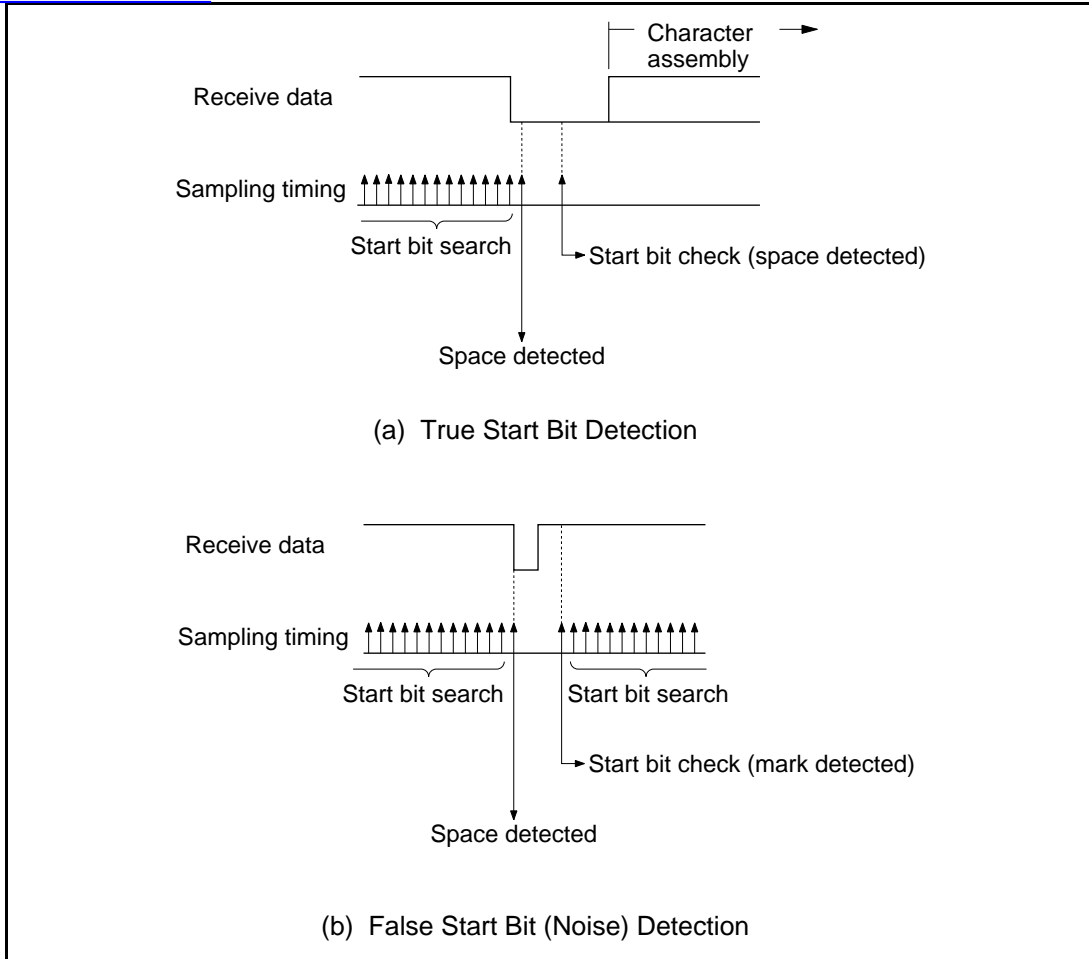 Character
assembly
Receive data
Sampling timing
Start bit search
Start bit check (space detected)
Space detected
(a) True Start Bit Detection
Receive data
Sampling timing
Start bit search
Start bit search
Start bit check (mark detected)
Space detected
(b) False Start Bit (Noise) Detection